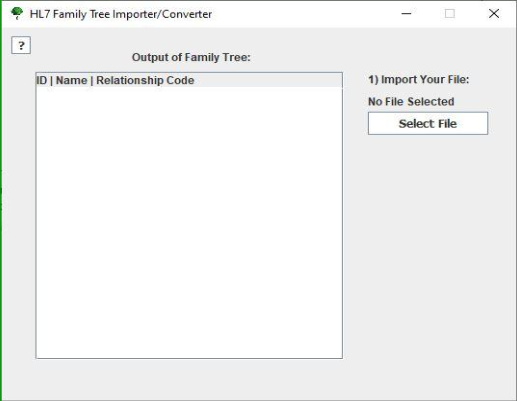 HL7 Family Tree Importer/Converter
?
Output of Family Tree:
ID | Name | Relationship Code
1) Import Your File:
No File Selected
Select File